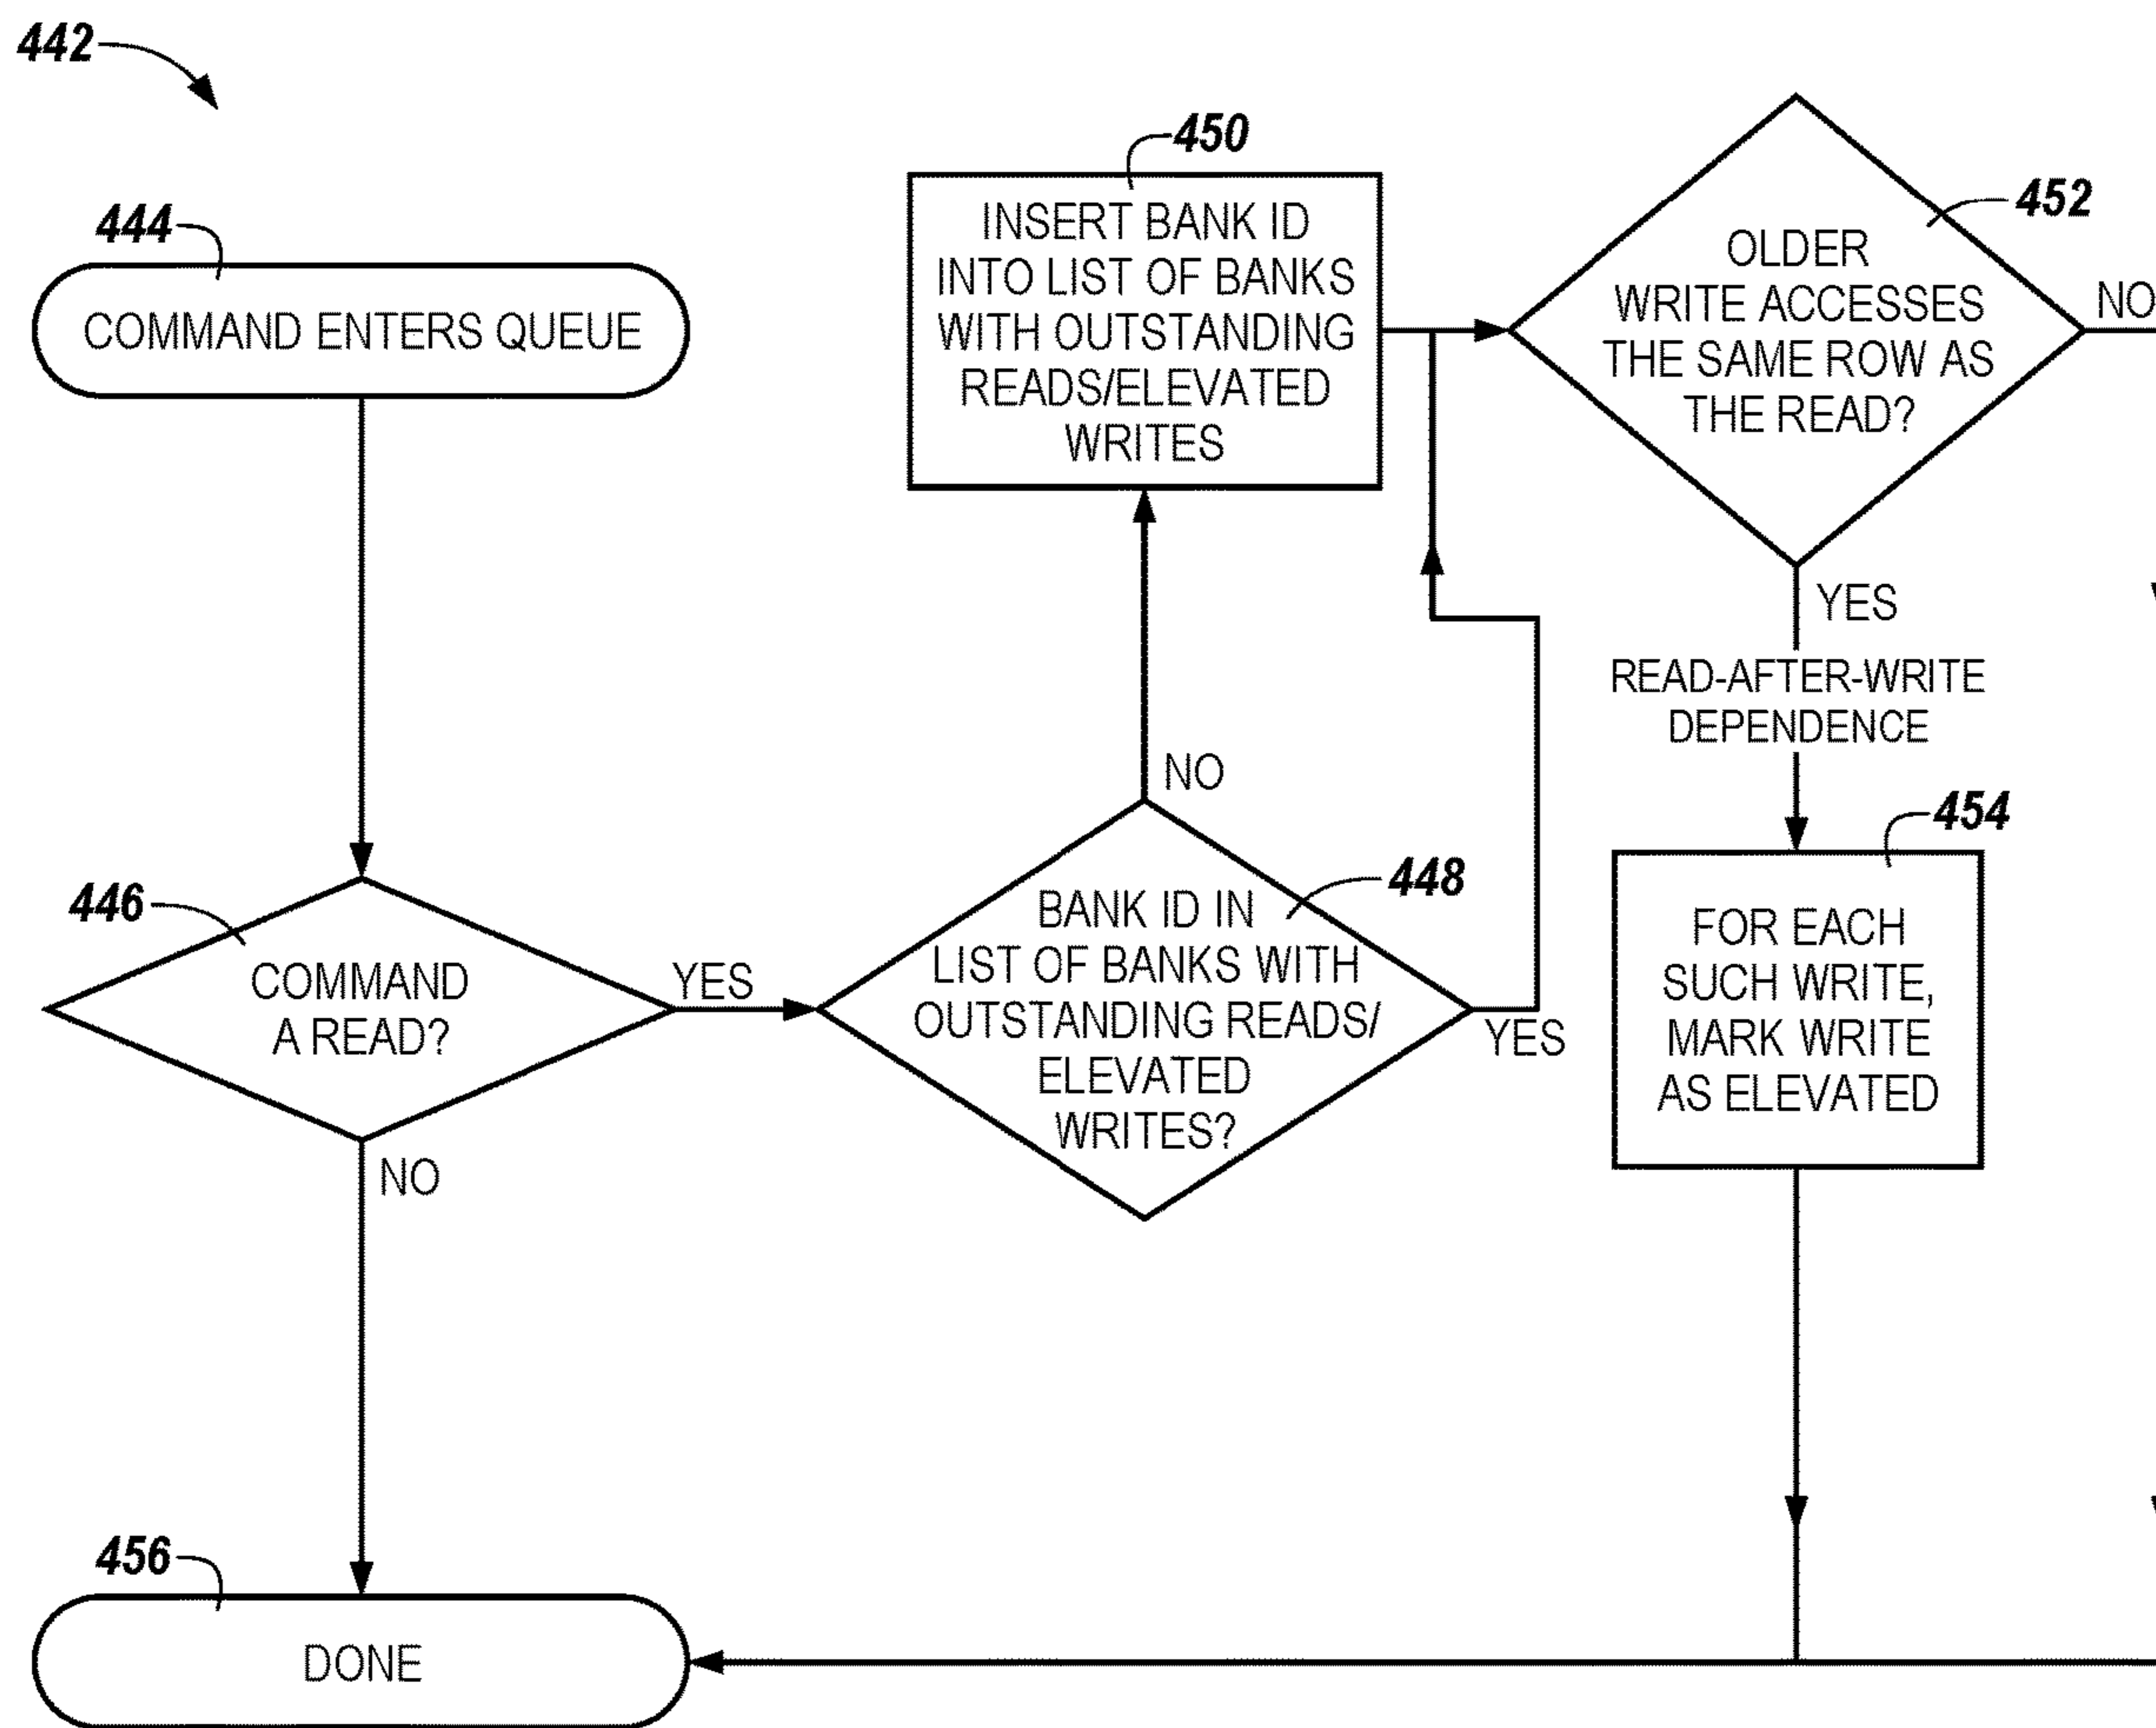 442
444
COMMAND ENTERS QUEUE
446
COMMAND
A READ?
YES
NO
456
DONE
450
INSERT BANK ID
INTO LIST OF BANKS
WITH OUTSTANDING
READS/ELEVATED
WRITES
NO
448
BANK ID IN
LIST OF BANKS WITH
OUTSTANDING READS/
ELEVATED
WRITES?
YES
452
OLDER
WRITE ACCESSES
THE SAME ROW AS
THE READ?
NO
YES
READ-AFTER-WRITE
DEPENDENCE
454
FOR EACH
SUCH WRITE,
MARK WRITE
AS ELEVATED